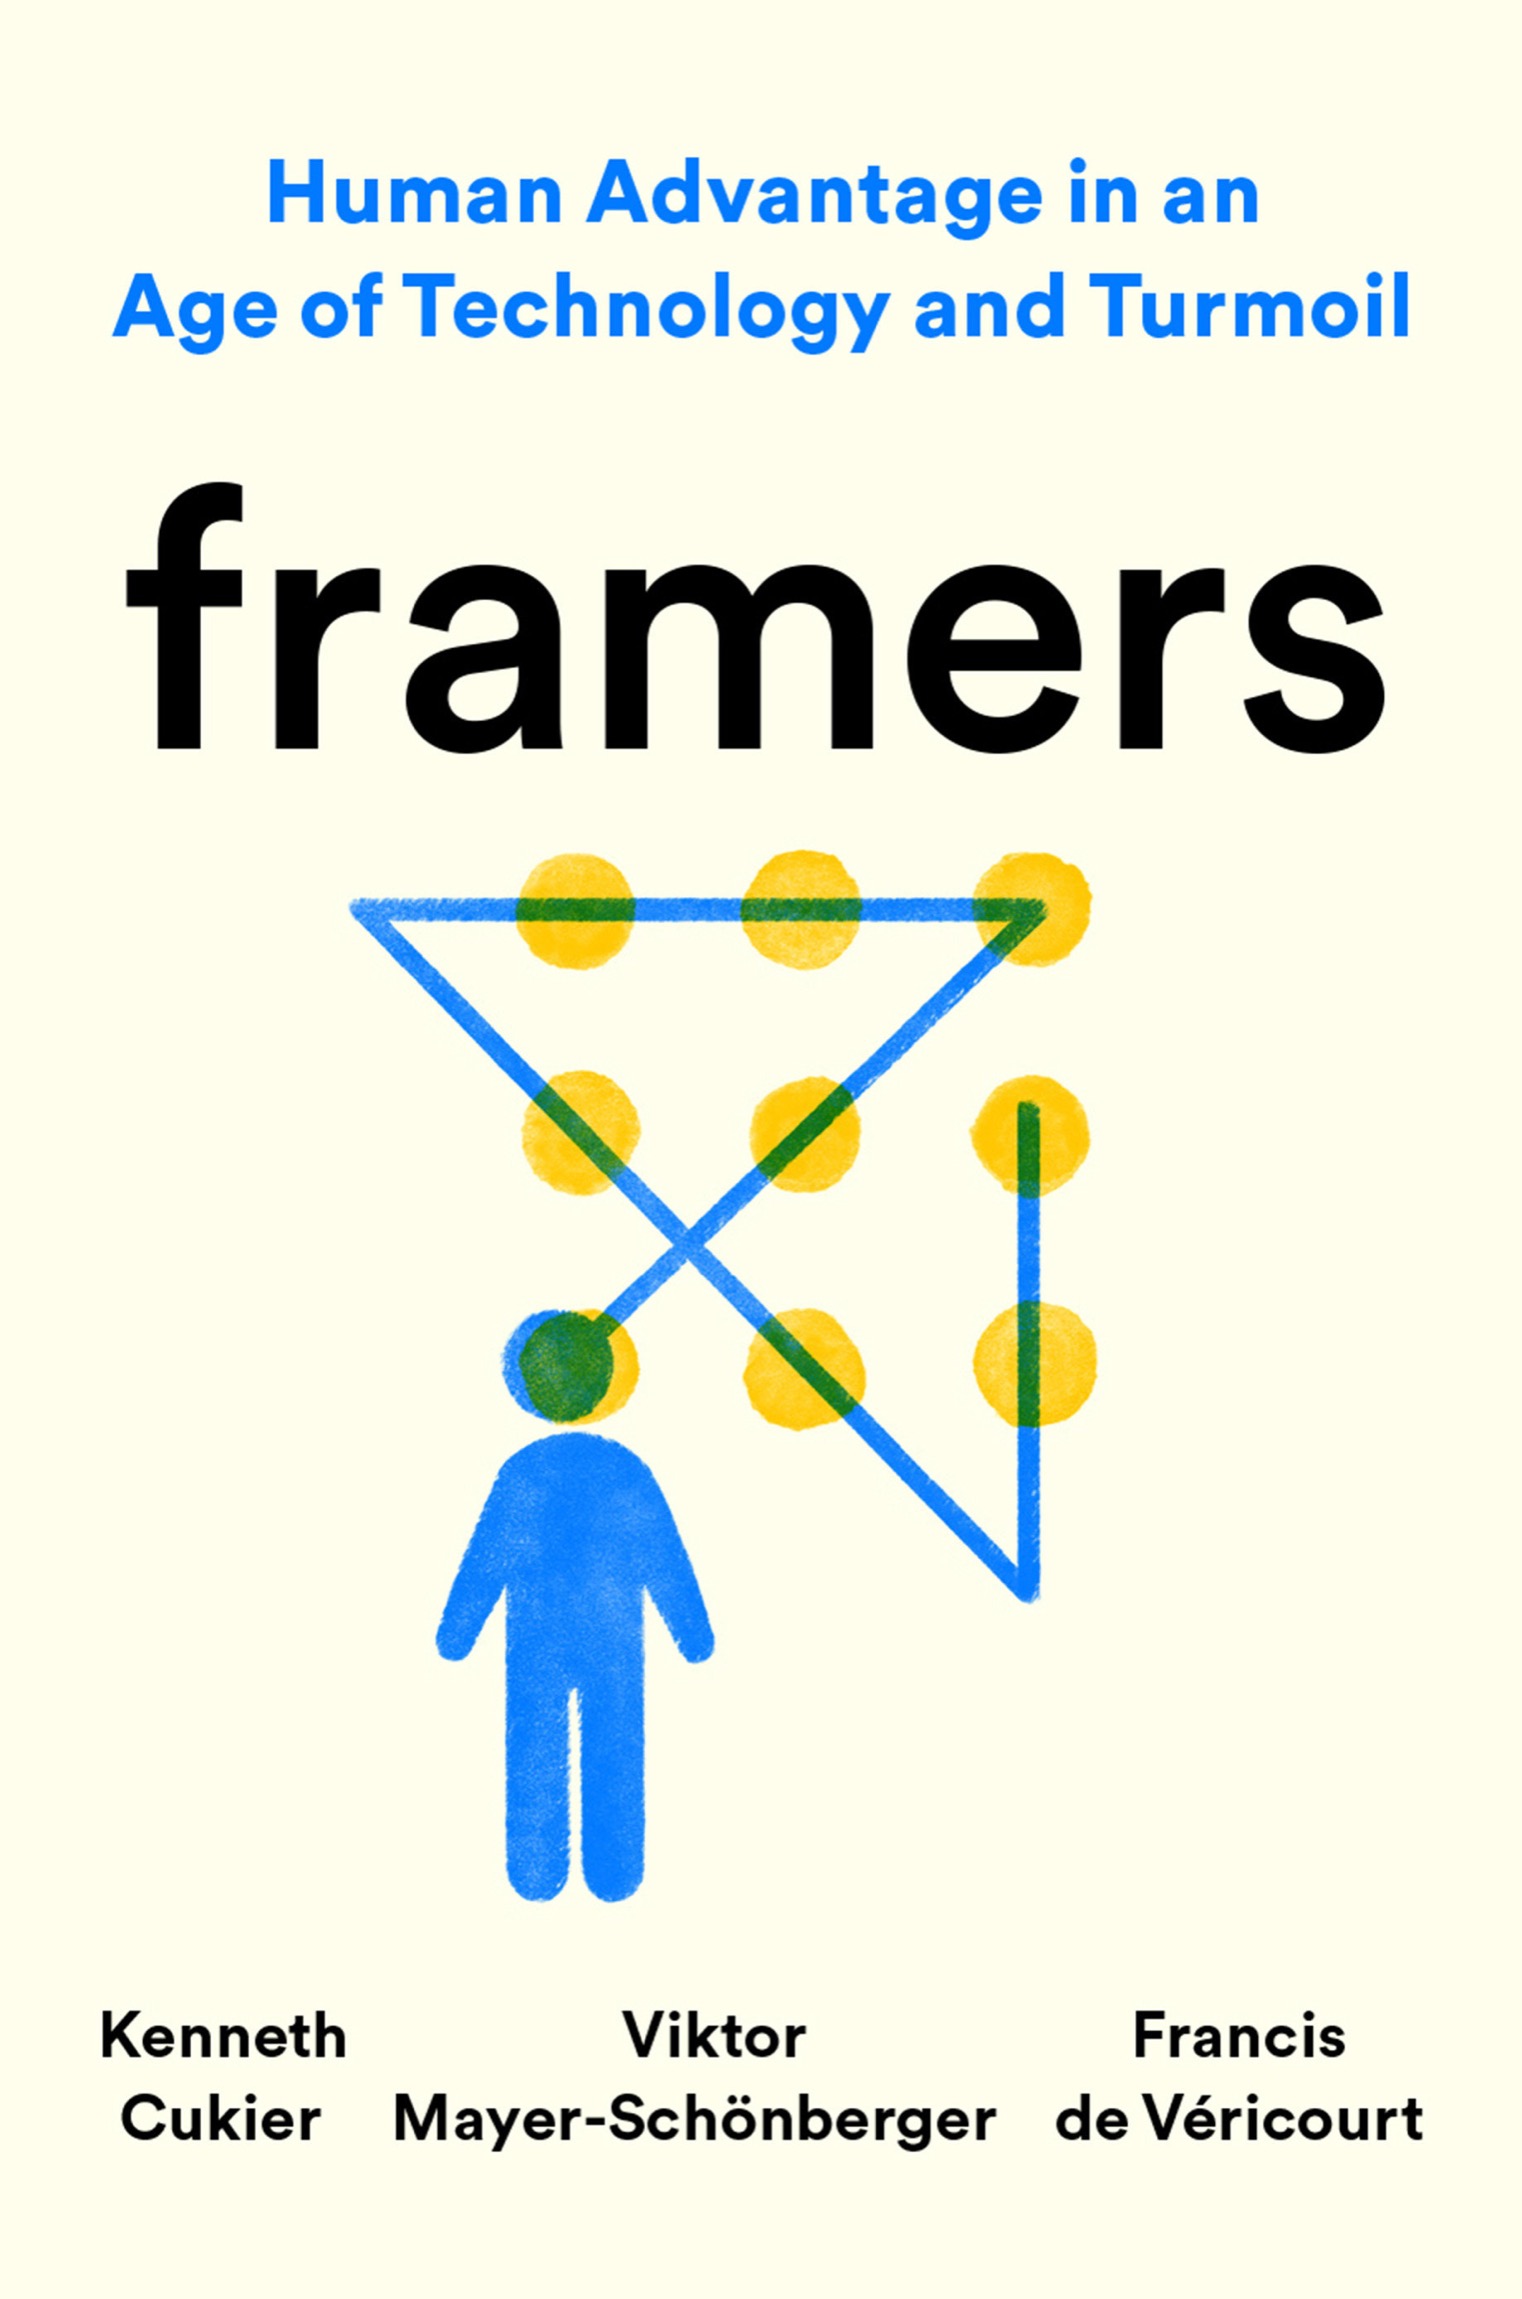 Human Advantage in an
Age of Technology and Turmoil
framers
Kenneth
Cukier
Viktor
Mayer-Schönberger
Francis
de Véricourt